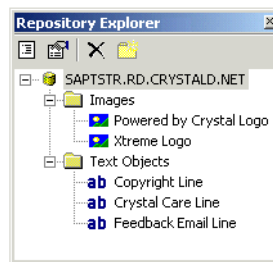 Repository Explorer
SAPTSTR.RD.CRYSTALD.NET
Images
Powered by Crystal Logo
Xtreme Logo
Text Objects
ab Copyright Line
ab Crystal Care Line
ab Feedback Email Line